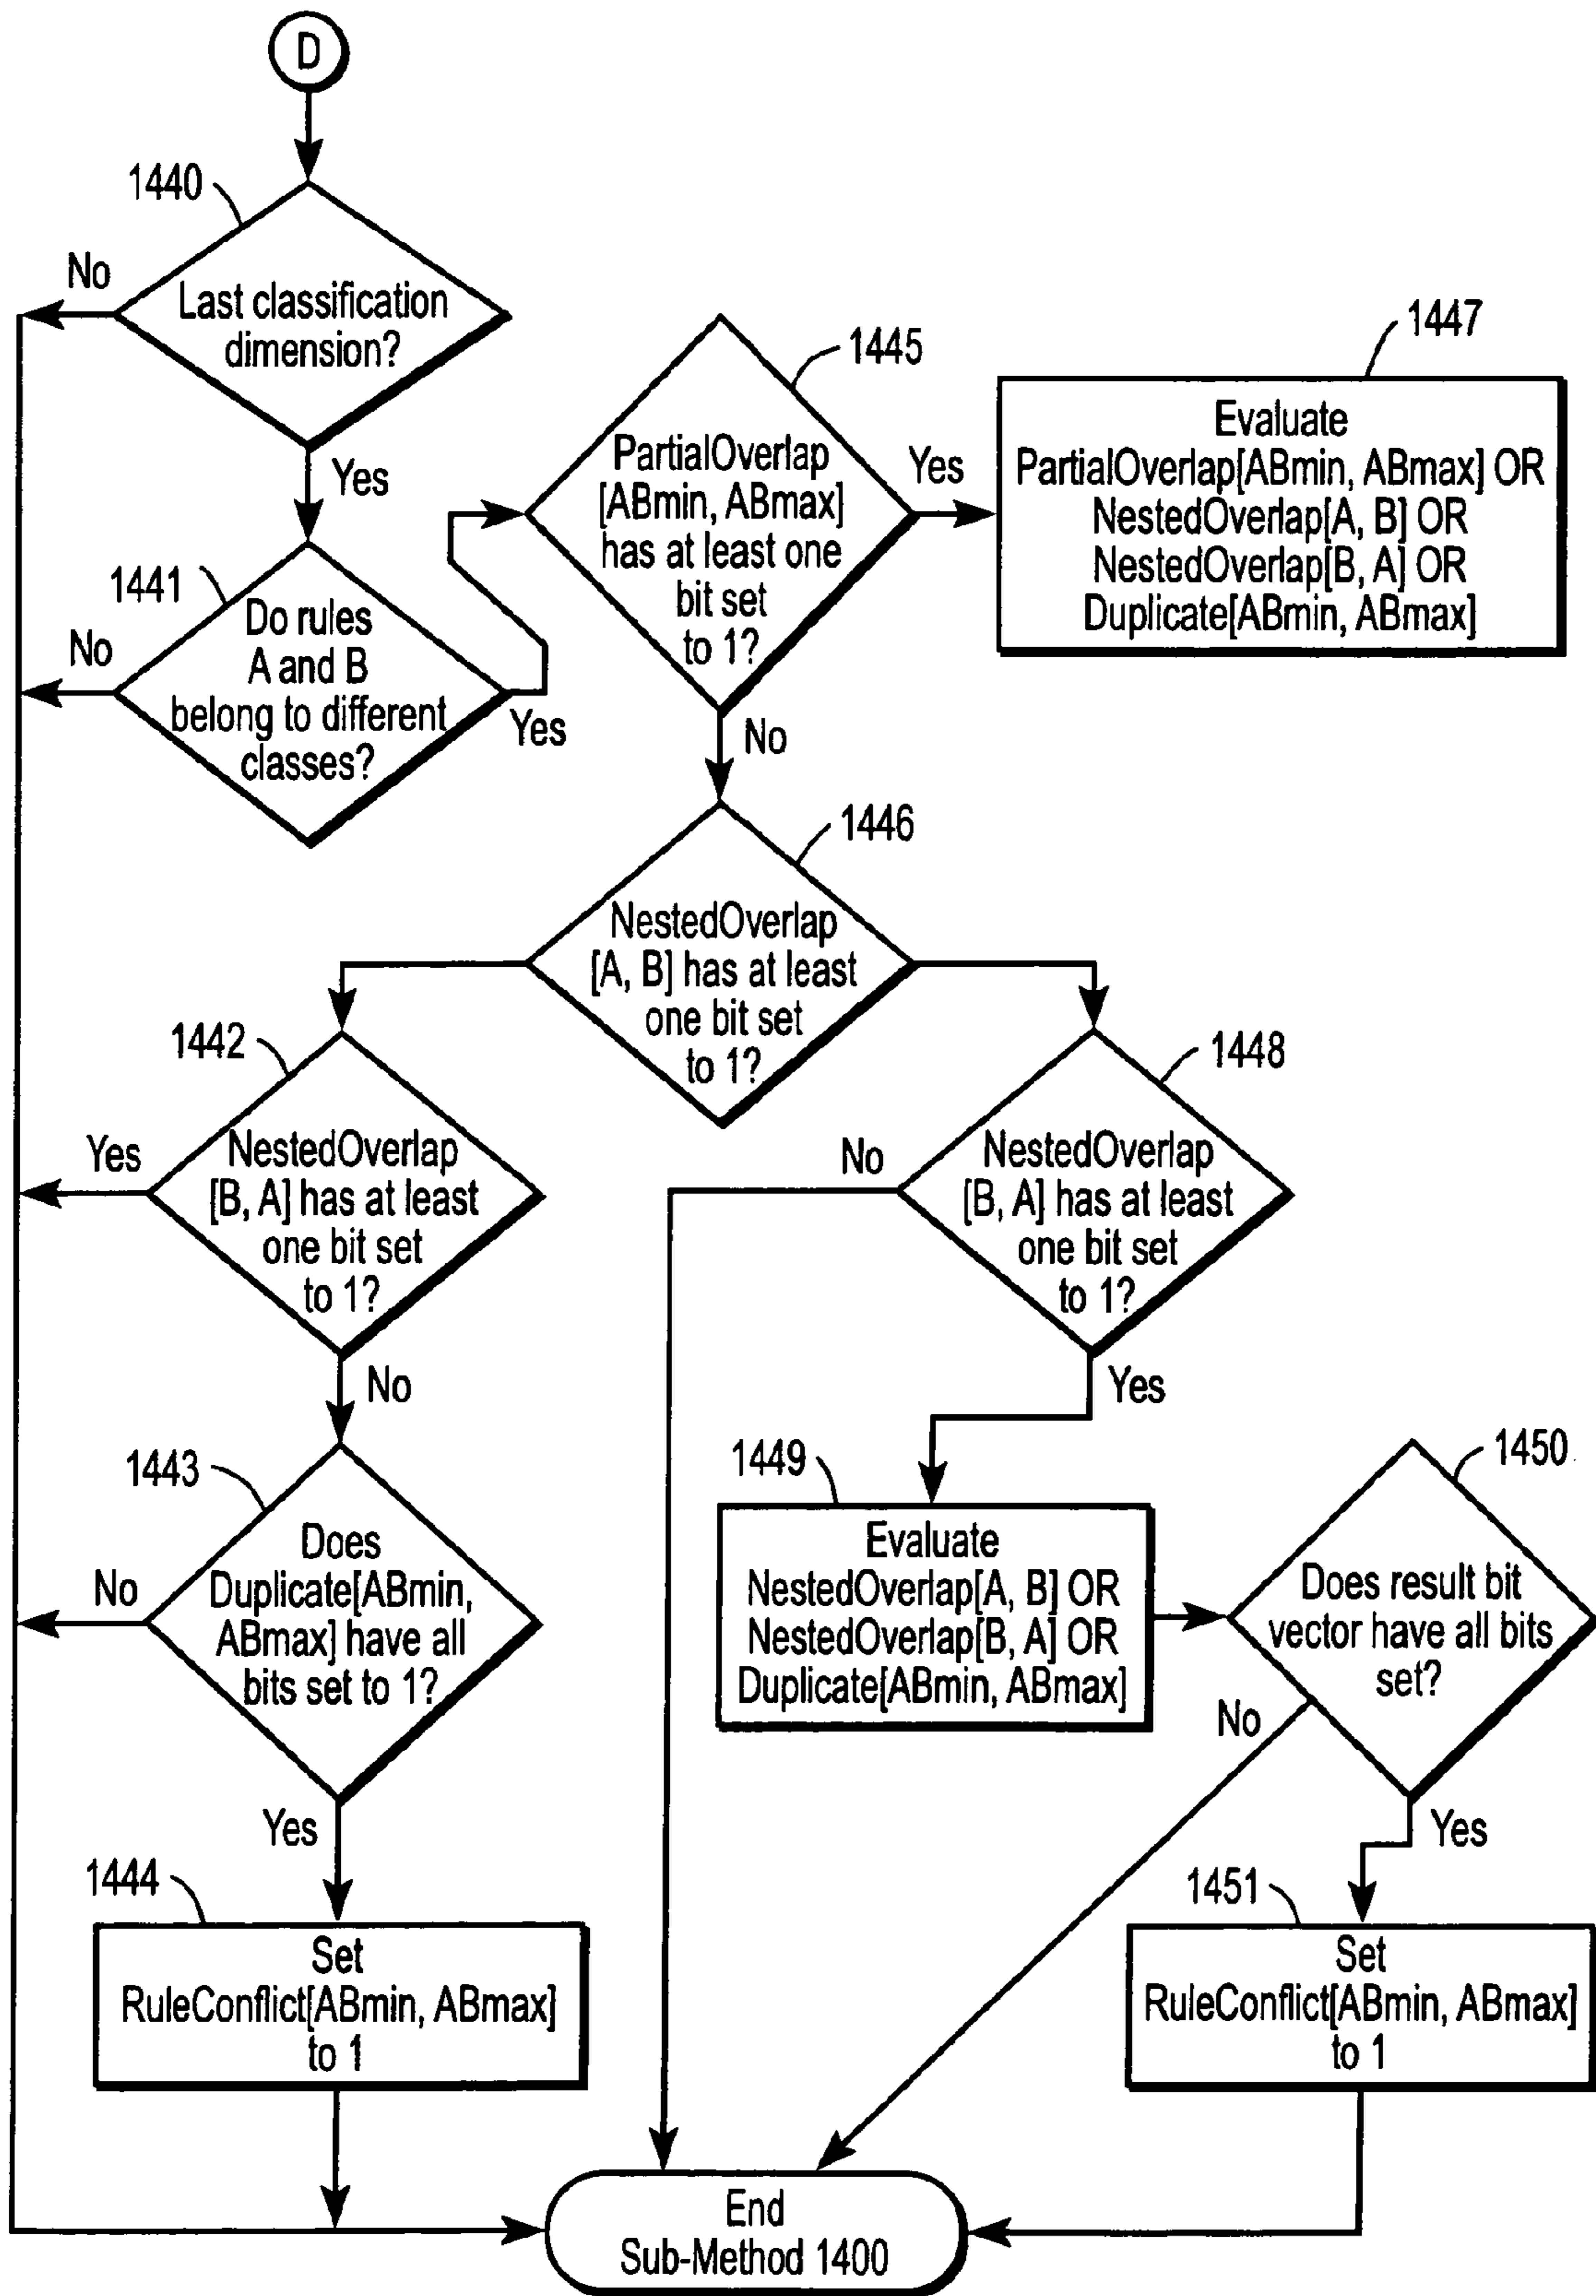 D
1440
No
Last classification
dimension?
Yes
1441
Do rules
A and B
belong to different
classes?
No
Yes
1445
PartialOverlap
[ABmin, ABmax]
has at least one
bit set
to 1?
Yes
No
1447
Evaluate
PartialOverlap[ABmin, ABmax] OR
NestedOverlap[A, B] OR
NestedOverlap[B, A] OR
Duplicate[ABmin, ABmax]
1446
NestedOverlap
[A, B] has at least
one bit set
to 1?
1442
Yes
NestedOverlap
[B, A] has at least
one bit set
to 1?
No
1448
No
NestedOverlap
[B, A] has at least
one bit set
to 1?
Yes
1443
No
Does
Duplicate[ABmin,
ABmax] have all
bits set to 1?
Yes
1449
Evaluate
NestedOverlap[A, B] OR
NestedOverlap[B, A] OR
Duplicate[ABmin, ABmax]
1450
Does result bit
vector have all bits
set?
No
Yes
1444
Set
RuleConflict[ABmin, ABmax]
to 1
1451
Set
RuleConflict[ABmin, ABmax]
to 1
End
Sub-Method 1400